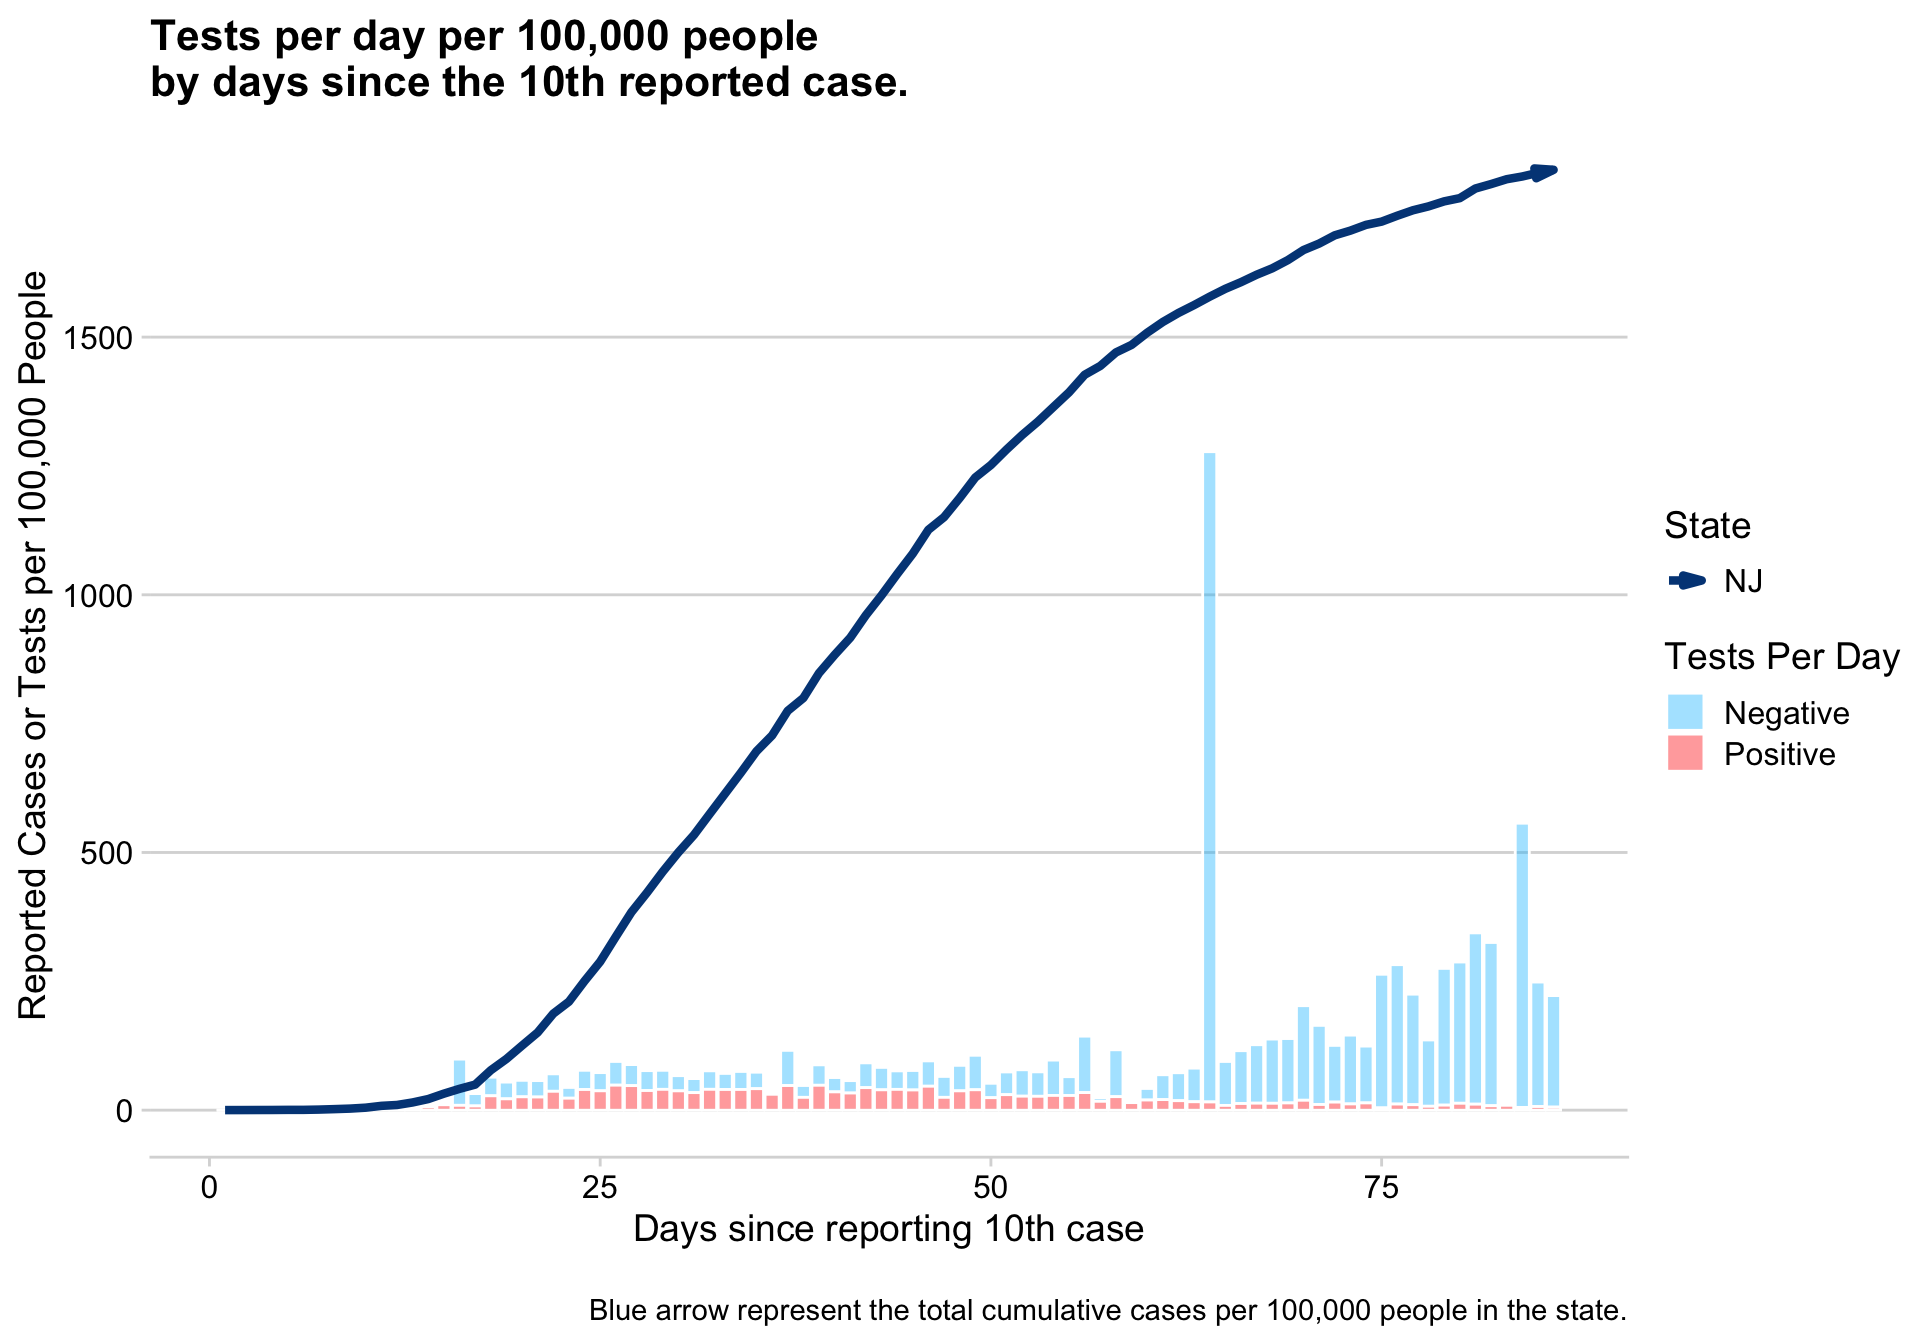 Tests per day per 100,000 people
by days since the 10th reported case.
Reported Cases or Tests per 100,000 People
1500
1000
500
0
0
25
50
75
Days since reporting 10th case
State
NJ
Tests Per Day
Negative
Positive
Blue arrow represent the total cumulative cases per 100,000 people in the state.